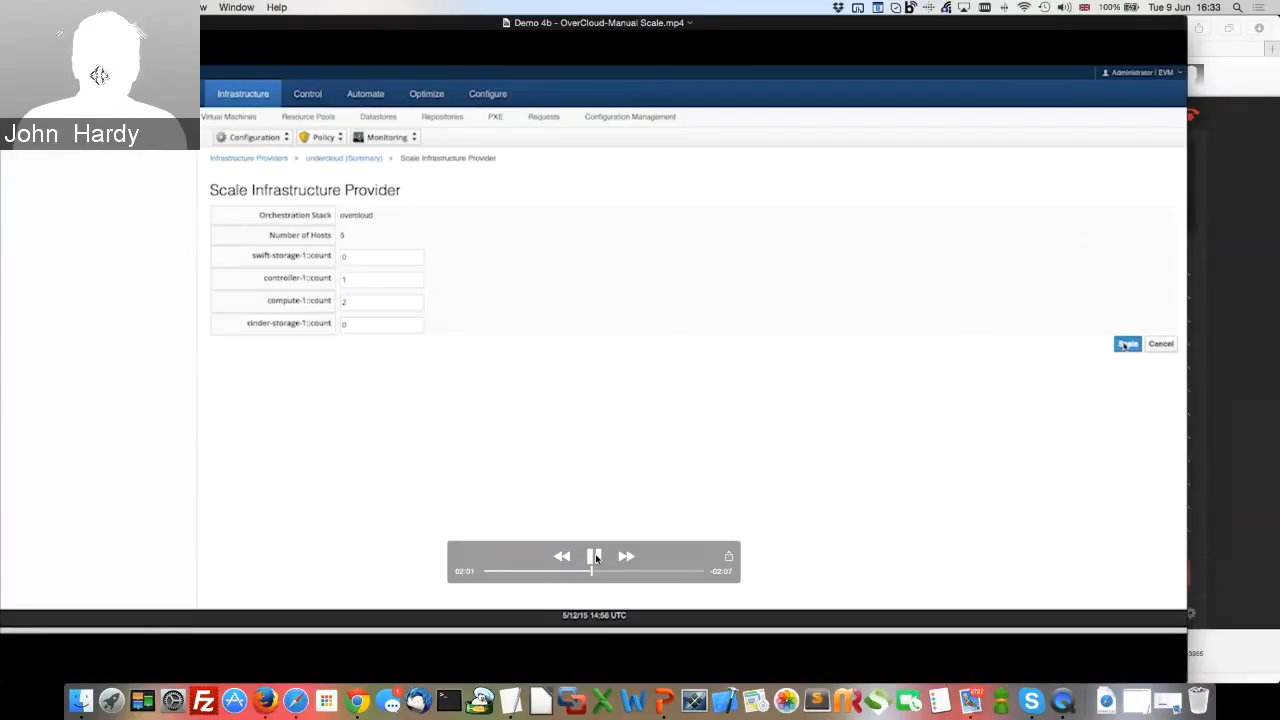 w Window Help 100% Tue 9 Jun 16:33
Demo 4b - OverCloud-Manual Scale.mp4
Administrator | EVM
Infrastructure Control Automate Optimize Configure
Virtual Machines Resource Pools Datastores Repositories PXE Requests Configuration Management
Configuration Policy Monitoring
John Hardy
Infrastructure Providers » undercloud (Summary) » Scale Infrastructure Provider
Scale Infrastructure Provider
Orchestration Stack overcloud
Number of Hosts 5
swift-storage-1::count 0
controller-1::count 1
compute-1::count 2
cinder-storage-1::count 0
Scale Cancel
02:01 -02:07
5/12/15 14:56 UTC
3955
2797